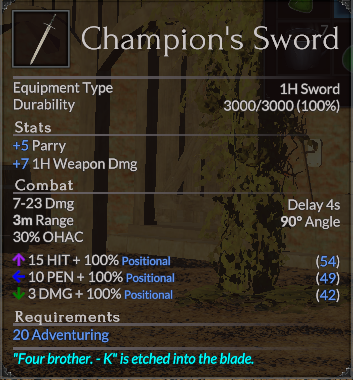 Champion's Sword
Equipment Type 1H Sword
Durability 3000/3000 (100%)
Stats
+5 Parry
+7 1H Weapon Dmg
Combat
7-23 Dmg Delay 4s
3m Range 90° Angle
30% OHAC
15 HIT + 100% Positional (54)
10 PEN + 100% Positional (49)
3 DMG + 100% Positional (42)
Requirements
20 Adventuring
"Four brother. - K" is etched into the blade.